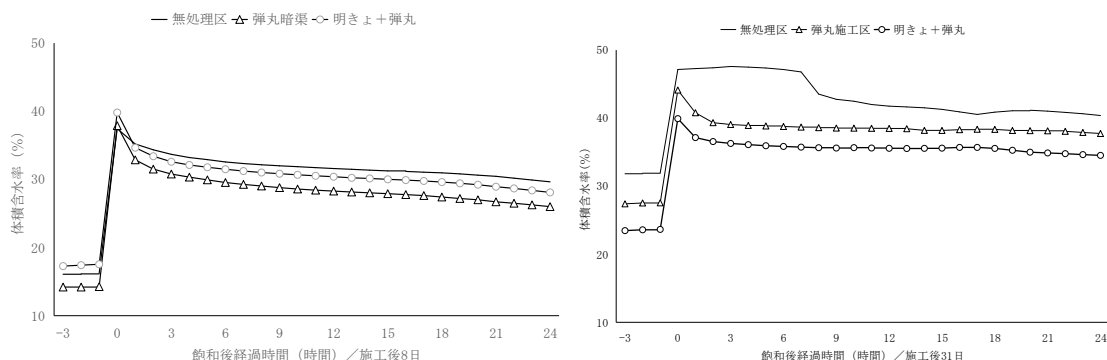 無処理区 弾丸暗渠 明きょ＋弾丸
50
40
30
20
10
体積含水率（%）
-3 0 3 6 9 12 15 18 21 24
飽和後経過時間（時間）／施工後8日
無処理区 弾丸施工区 明きょ＋弾丸
50
40
30
20
10
体積含水率(%)
-3 0 3 6 9 12 15 18 21 24
飽和後経過時間（時間）／施工後31日